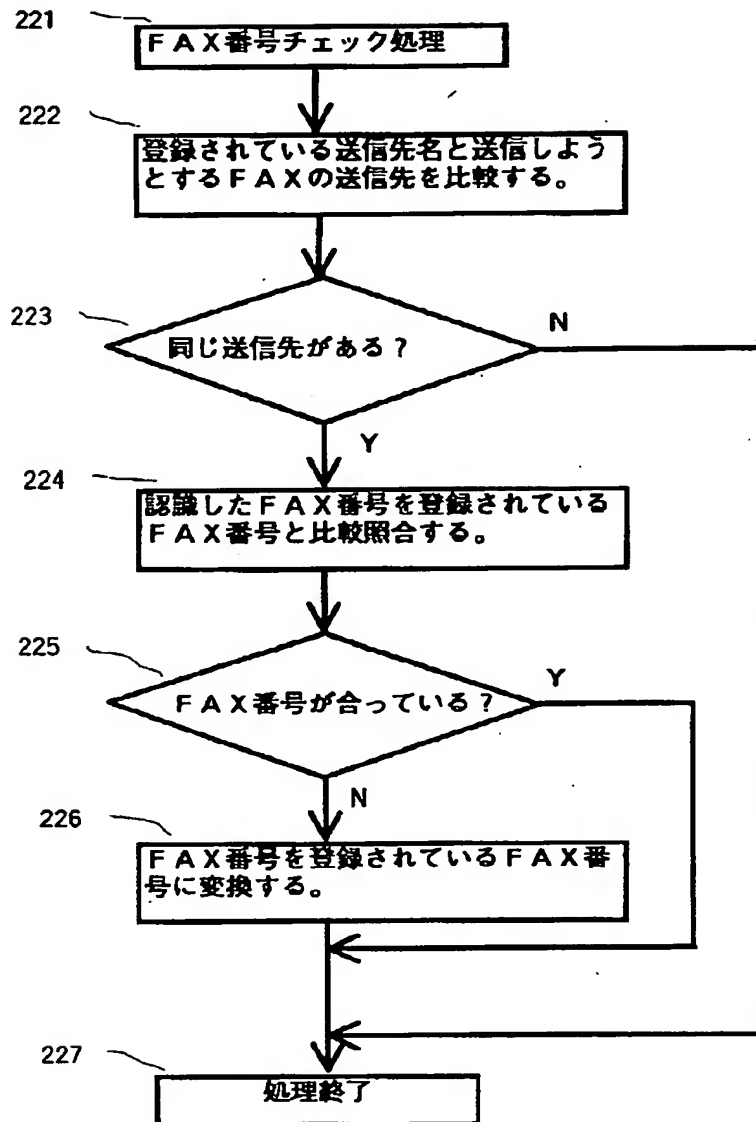 221
FAX番号チェック処理
222
登録されている送信先名と送信しよう
とするFAXの送信先を比較する。
223
同じ送信先がある?
N
Y
224
認識したFAX番号を登録されている
FAX番号と比較照合する。
225
FAX番号が合っている?
Y
N
226
FAX番号を登録されているFAX番
号に変換する。
227
処理終了